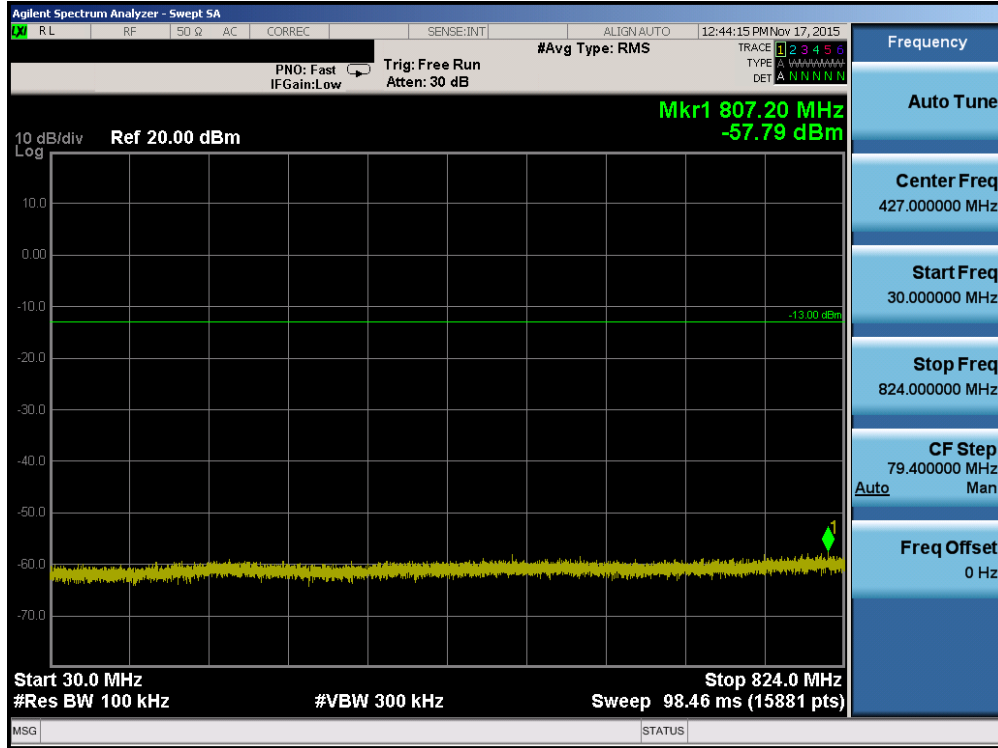 Agilent Spectrum Analyzer - Swept SA
LXI RL RF 50 Ω AC CORREC SENSE:INT ALIGN AUTO 12:44:15 PM Nov 17, 2015
#Avg Type: RMS
TRACE 1 2 3 4 5 6
PNO: Fast
Trig: Free Run
TYPE A WWWWW
IFGain:Low
Atten: 30 dB
DET A N N N N N
Mkr1 807.20 MHz
-57.79 dBm
10 dB/div Ref 20.00 dBm
Log
10.0
0.00
-10.0
-13.00 dBm
-20.0
-30.0
-40.0
-50.0
1
-60.0
-70.0
Start 30.0 MHz Stop 824.0 MHz
#Res BW 100 kHz #VBW 300 kHz Sweep 98.46 ms (15881 pts)
MSG STATUS
Frequency
Auto Tune
Center Freq
427.000000 MHz
Start Freq
30.000000 MHz
Stop Freq
824.000000 MHz
CF Step
79.400000 MHz
Auto Man
Freq Offset
0 Hz